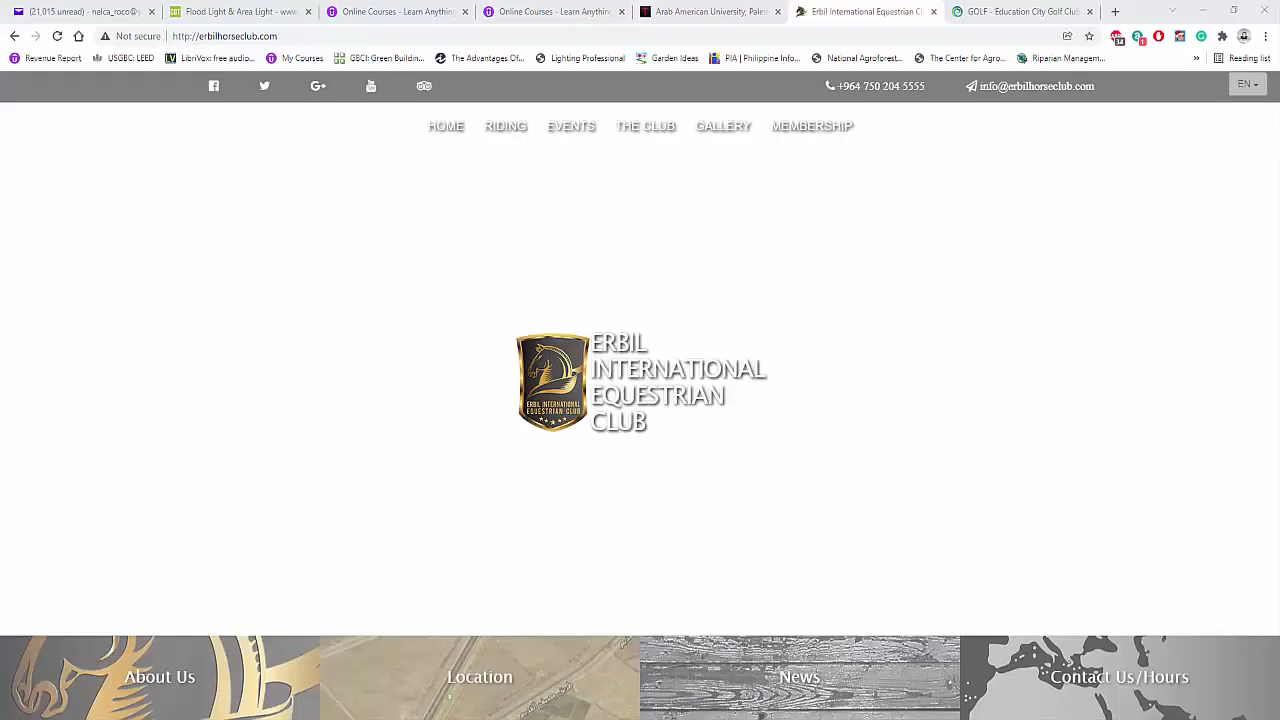 (21,015 unread) - nelca_roco@y
Flood Light & Area Light - www.
Online Courses - Learn Anything
Online Courses - Learn Anything
Arab American University, Pales
Erbil International Equestrian Cl
GOLF - Education City Golf Club
Not secure
http://erbilhorseclub.com
Revenue Report
USGBC: LEED
LibriVox: free audio...
My Courses
GBCI: Green Building...
The Advantages Of...
Lighting Professional
Garden Ideas
PIA | Philippine Info...
National Agroforest...
The Center for Agro...
Riparian Managem...
»
Reading list
+964 750 204 5555
info@erbilhorseclub.com
EN
HOME
RIDING
EVENTS
THE CLUB
GALLERY
MEMBERSHIP
ERBIL
INTERNATIONAL
EQUESTRIAN
CLUB
ERBIL INTERNATIONAL
EQUESTRIAN CLUB
About Us
Location
News
Contact Us/Hours